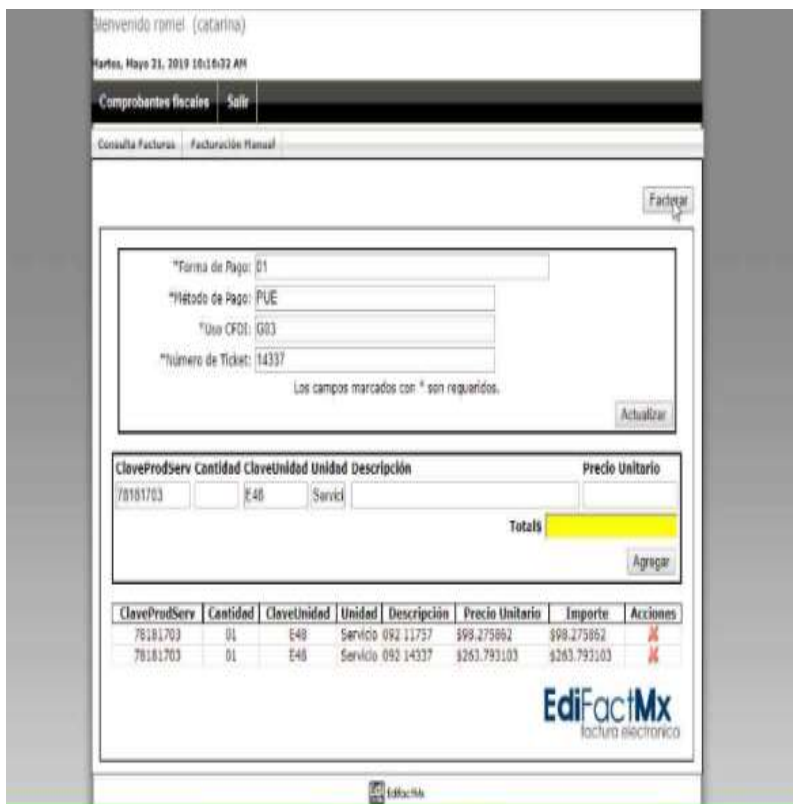 Bienvenido romel (catarina)
Martes, Mayo 21, 2019 10:16:32 AM
Comprobantes fiscales Salir
Consulta Facturas Facturación Manual
Facturar
*Forma de Pago: 01
*Método de Pago: PUE
*Uso CFDI: G03
*Número de Ticket: 14337
Los campos marcados con * son requeridos.
Actualizar
ClaveProdServ Cantidad ClaveUnidad Unidad Descripción Precio Unitario
78181703 E48 Servici
Total$
Agregar
ClaveProdServ Cantidad ClaveUnidad Unidad Descripción Precio Unitario Importe Acciones
78181703 01 E48 Servicio 092 11757 $98.275862 $98.275862
78181703 01 E48 Servicio 092 14337 $263.793103 $263.793103
EdiFactMx
factura electronica
EdifactMx